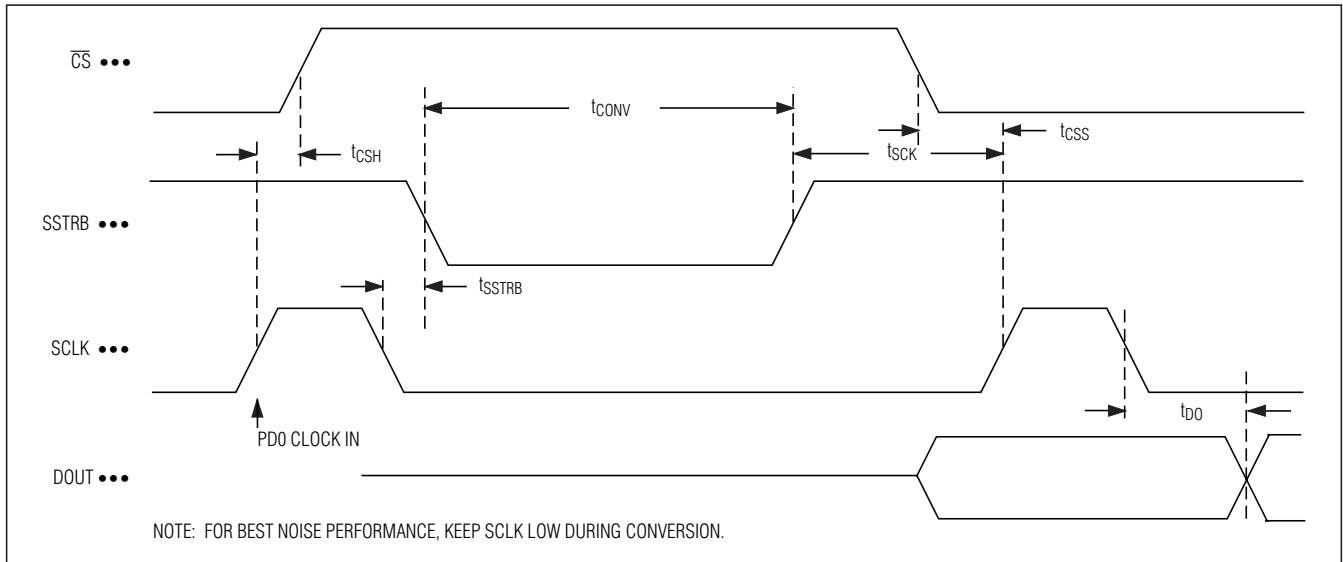 CS •••
tCONV
tCSS
tCSH
tSCK
SSTRB •••
tSSTRB
SCLK •••
PD0 CLOCK IN
tDO
DOUT •••
NOTE: FOR BEST NOISE PERFORMANCE, KEEP SCLK LOW DURING CONVERSION.